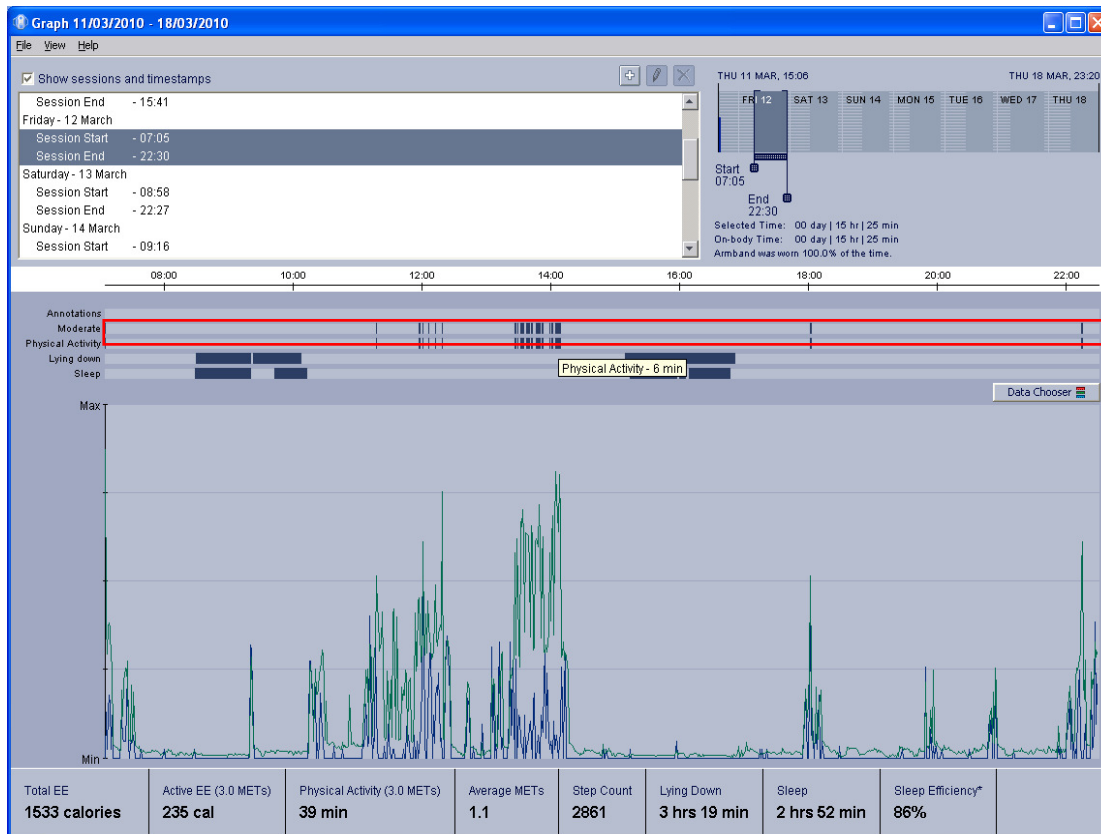 Graph 11/03/2010 - 18/03/2010
File View Help
Show sessions and timestamps
Session End - 15:41
Friday - 12 March
Session Start - 07:05
Session End - 22:30
Saturday - 13 March
Session Start - 08:58
Session End - 22:27
Sunday - 14 March
Session Start - 09:16
THU 11 MAR, 15:06 THU 18 MAR, 23:20
FRI 12 SAT 13 SUN 14 MON 15 TUE 16 WED 17 THU 18
Start
07:05
End
22:30
Selected Time: 00 day | 15 hr | 25 min
On-body Time: 00 day | 15 hr | 25 min
Armband was worn 100.0% of the time.
08:00 10:00 12:00 14:00 16:00 18:00 20:00 22:00
Annotations
Moderate
Physical Activity
Lying down
Sleep
Physical Activity - 6 min
Data Chooser
Max
Min
Total EE Active EE (3.0 METs) Physical Activity (3.0 METs) Average METs Step Count Lying Down Sleep Sleep Efficiency*
1533 calories 235 cal 39 min 1.1 2861 3 hrs 19 min 2 hrs 52 min 86%